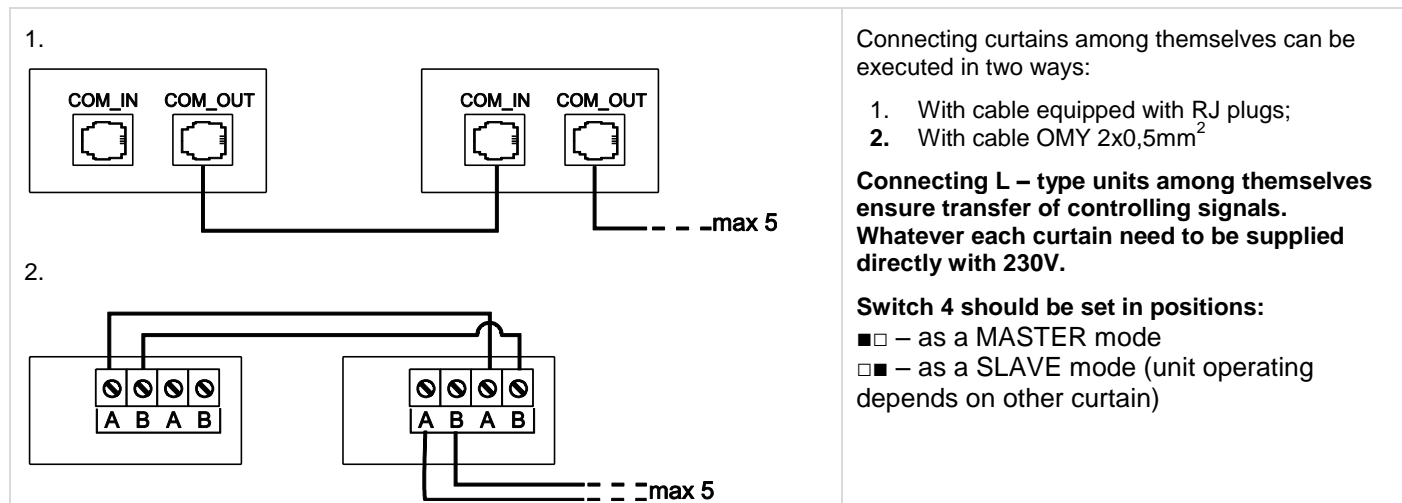 1.
COM_IN COM_OUT
COM_IN COM_OUT
max 5
2.
A B A B
A B A B
max 5
Connecting curtains among themselves can be
executed in two ways:
1. With cable equipped with RJ plugs;
2. With cable OMY 2x0,5mm²
Connecting L – type units among themselves
ensure transfer of controlling signals.
Whatever each curtain need to be supplied
directly with 230V.
Switch 4 should be set in positions:
■□ – as a MASTER mode
□■ – as a SLAVE mode (unit operating
depends on other curtain)